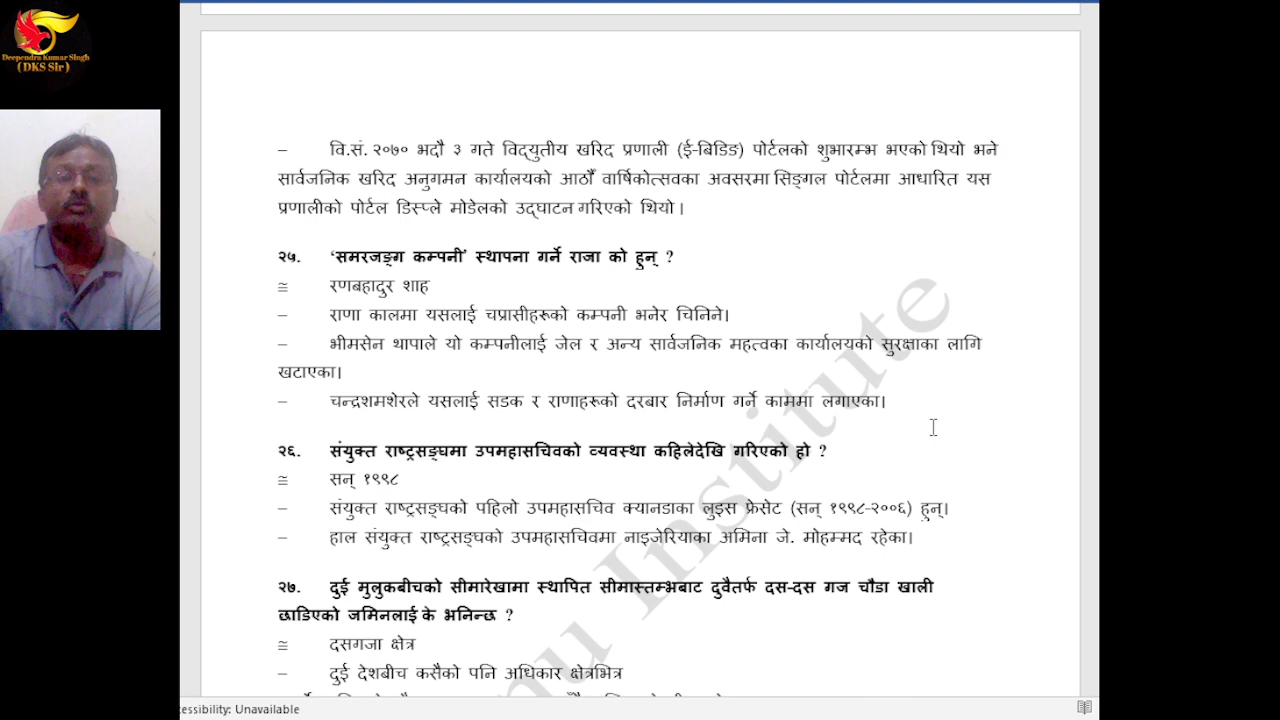 Deependra Kumar Singh
(DKS Sir)
– वि.सं. २०७० भदौ ३ गते विद्युतीय खरिद प्रणाली (ई-बिडिङ) पोर्टलको शुभारम्भ भएको थियो भने
सार्वजनिक खरिद अनुगमन कार्यालयको आठौँ वार्षिकोत्सवका अवसरमा सिङ्गल पोर्टलमा आधारित यस
प्रणालीको पोर्टल डिस्प्ले मोडेलको उद्घाटन गरिएको थियो ।
२५. ‘समरजङ्ग कम्पनी’ स्थापना गर्ने राजा को हुन् ?
≅ रणबहादुर शाह
– राणा कालमा यसलाई चप्रासीहरूको कम्पनी भनेर चिनिने।
– भीमसेन थापाले यो कम्पनीलाई जेल र अन्य सार्वजनिक महत्वका कार्यालयको सुरक्षाका लागि
खटाएका।
– चन्द्रशमशेरले यसलाई सडक र राणाहरूको दरबार निर्माण गर्ने काममा लगाएका।
२६. संयुक्त राष्ट्रसङ्घमा उपमहासचिवको व्यवस्था कहिलेदेखि गरिएको हो ?
≅ सन् १९९८
– संयुक्त राष्ट्रसङ्घको पहिलो उपमहासचिव क्यानडाका लुइस फ्रेसेट (सन् १९९८-२००६) हुन्।
– हाल संयुक्त राष्ट्रसङ्घको उपमहासचिवमा नाइजेरियाका अमिना जे. मोहम्मद रहेका।
२७. दुई मुलुकबीचको सीमारेखामा स्थापित सीमास्तम्भबाट दुवैतर्फ दस-दस गज चौडा खाली
छाडिएको जमिनलाई के भनिन्छ ?
≅ दसगजा क्षेत्र
– दुई देशबीच कसैको पनि अधिकार क्षेत्रभित्र
nu Institute
essibility: Unavailable